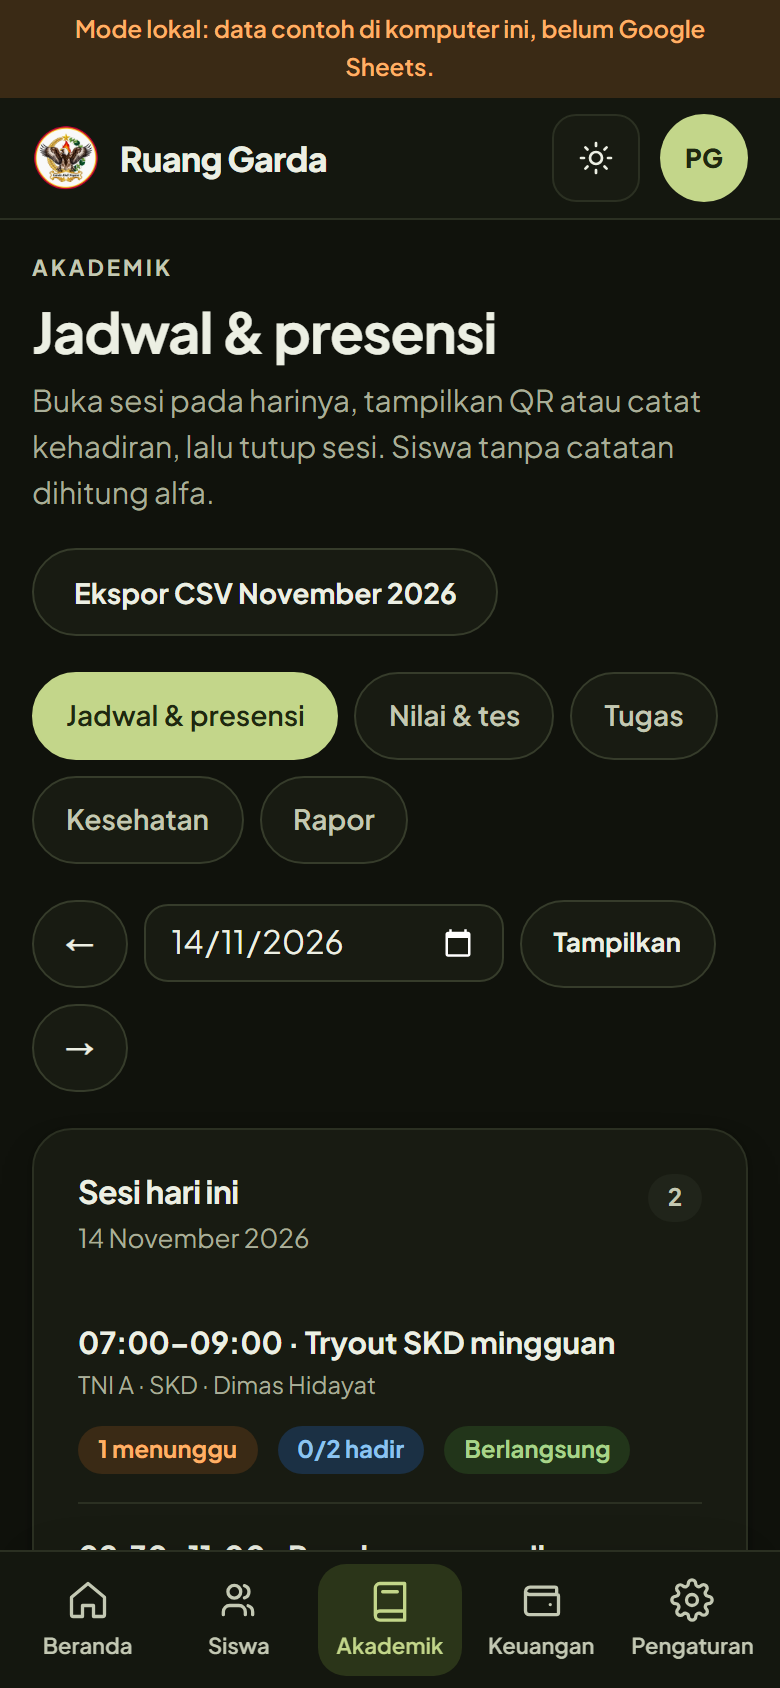 Mode lokal: data contoh di komputer ini, belum Google
Sheets.
Ruang Garda
PG
AKADEMIK
Jadwal & presensi
Buka sesi pada harinya, tampilkan QR atau catat
kehadiran, lalu tutup sesi. Siswa tanpa catatan
dihitung alfa.
Ekspor CSV November 2026
Jadwal & presensi
Nilai & tes
Tugas
Kesehatan
Rapor
←
14/11/2026
Tampilkan
→
Sesi hari ini
2
14 November 2026
07:00–09:00 · Tryout SKD mingguan
TNI A · SKD · Dimas Hidayat
1 menunggu
0/2 hadir
Berlangsung
Beranda
Siswa
Akademik
Keuangan
Pengaturan